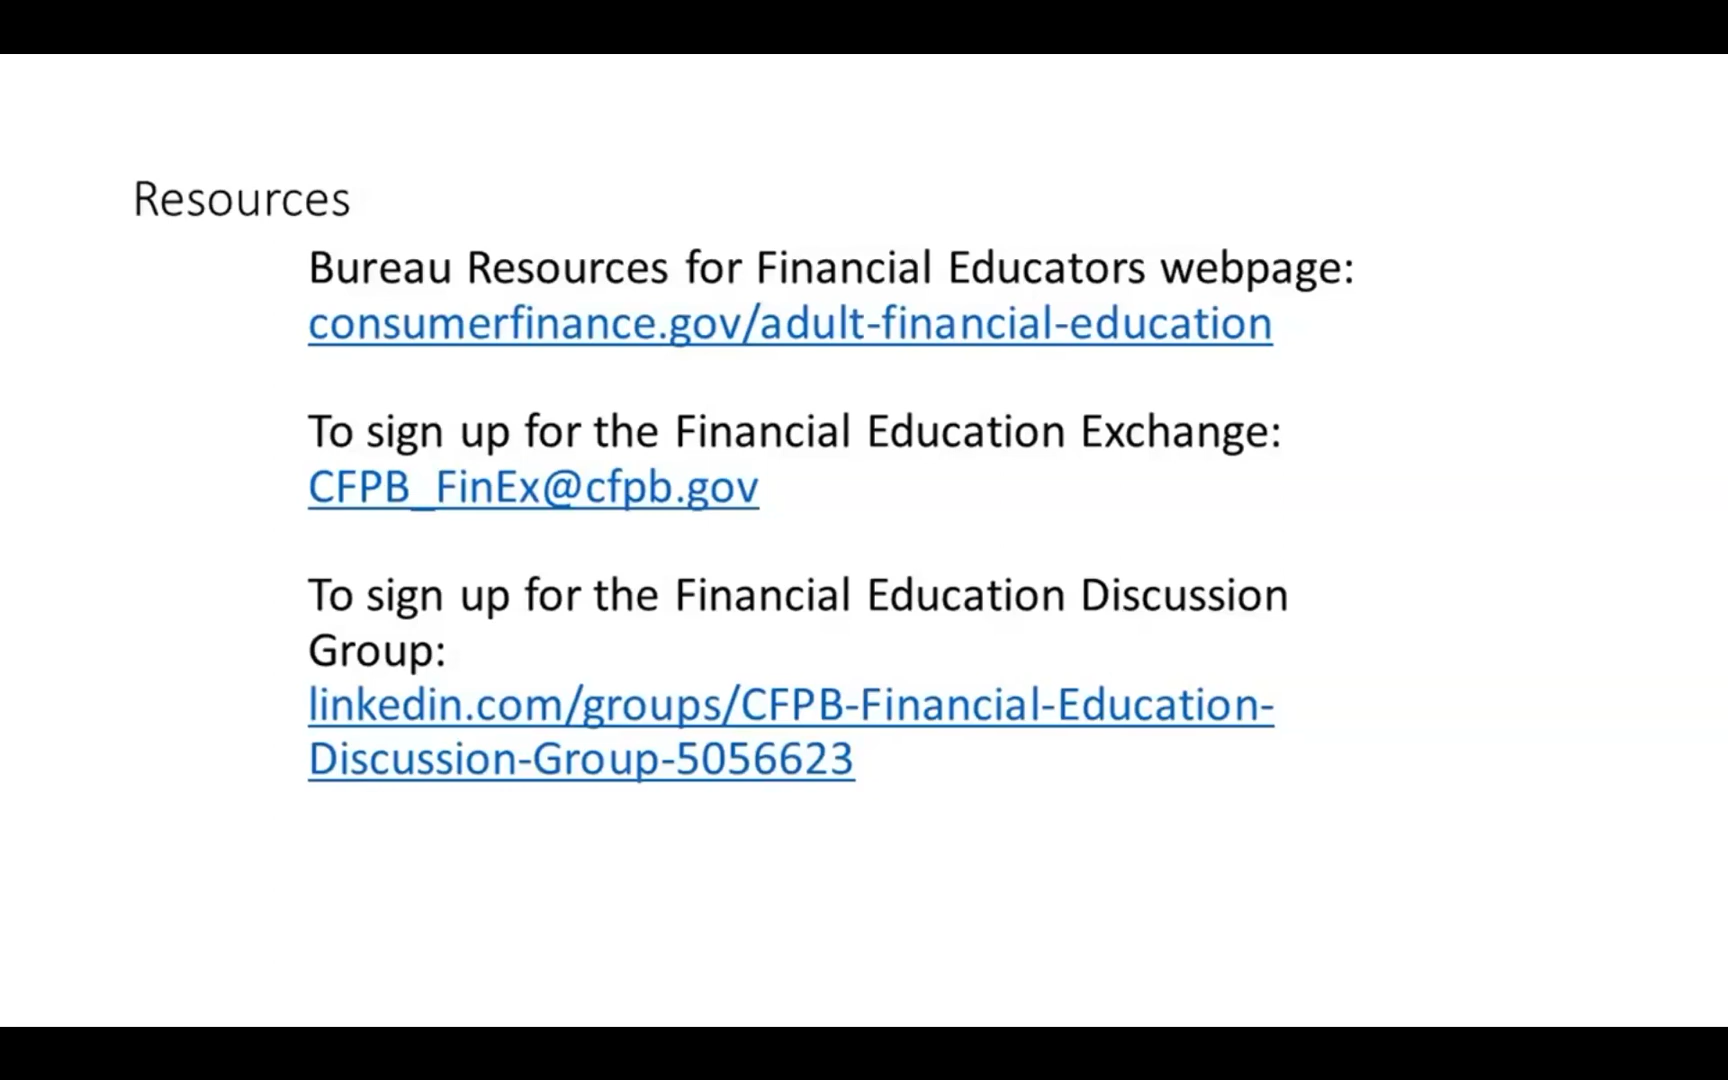 Resources
Bureau Resources for Financial Educators webpage:
consumerfinance.gov/adult-financial-education
To sign up for the Financial Education Exchange:
CFPB_FinEx@cfpb.gov
To sign up for the Financial Education Discussion
Group:
linkedin.com/groups/CFPB-Financial-Education-
Discussion-Group-5056623